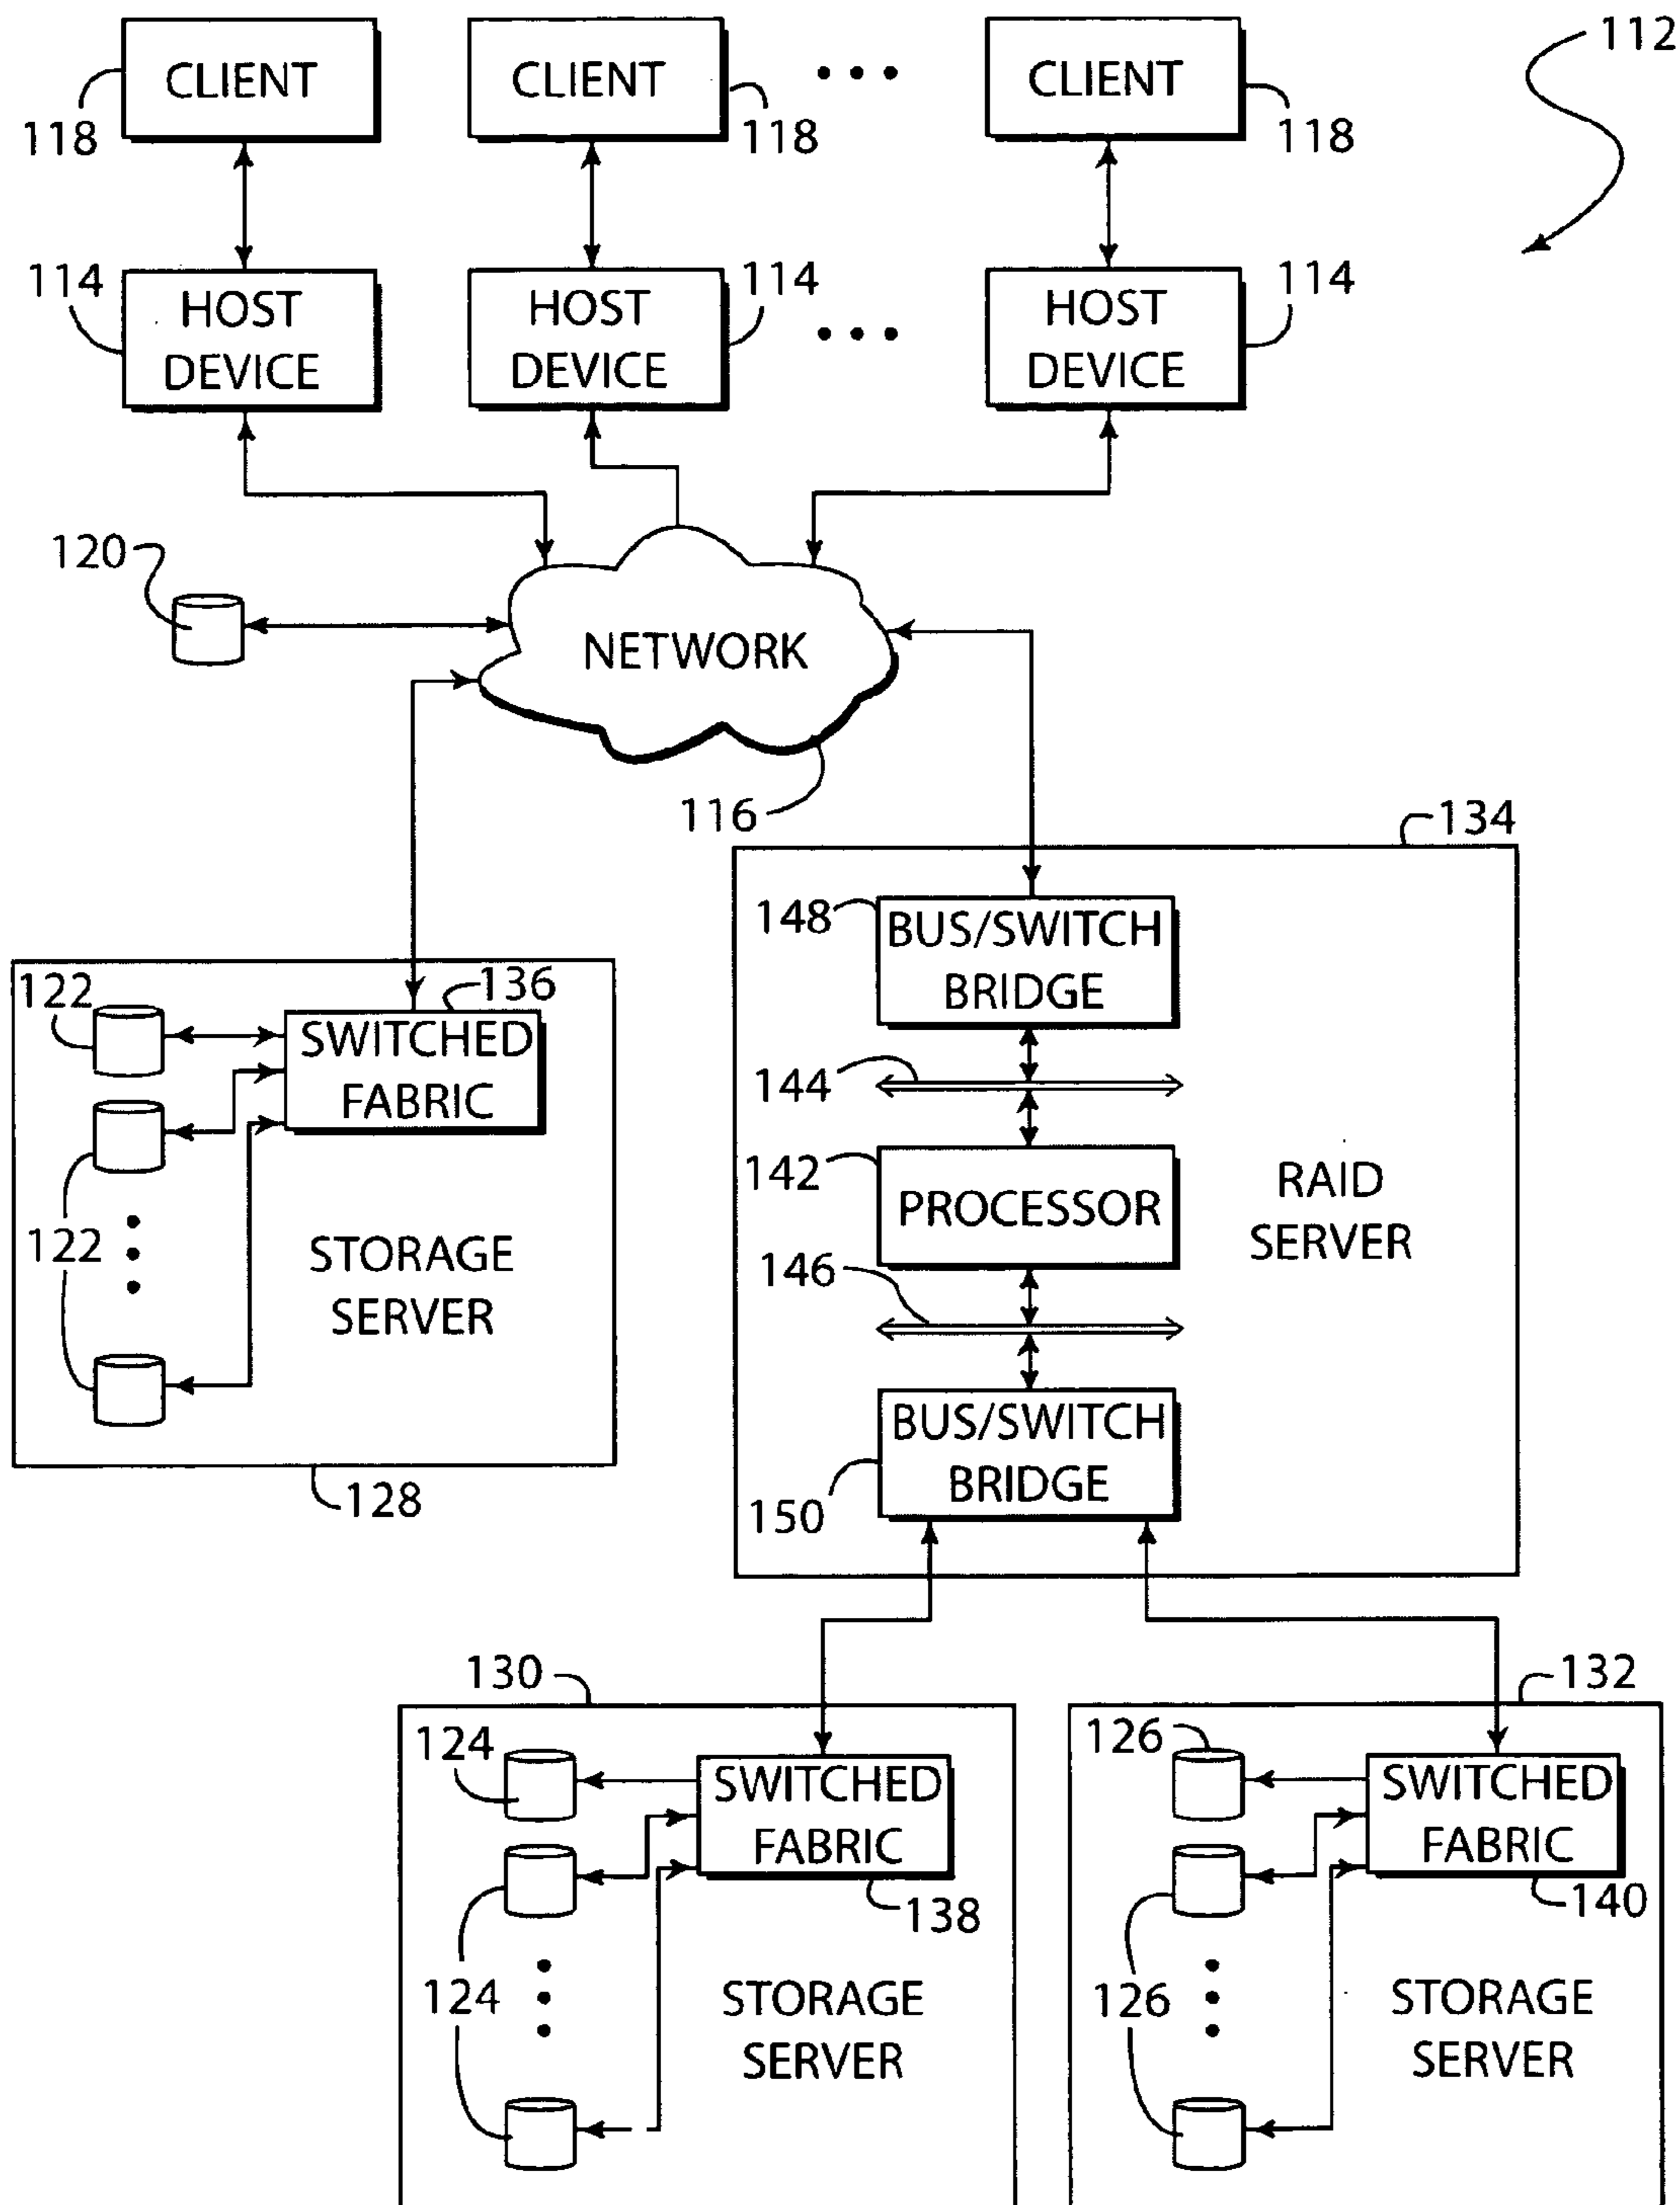 112
CLIENT
CLIENT
CLIENT
118
118
118
114
HOST
DEVICE
HOST
DEVICE
114
HOST
DEVICE
114
120
NETWORK
116
134
148
BUS/SWITCH
BRIDGE
144
142
PROCESSOR
146
BUS/SWITCH
BRIDGE
150
RAID
SERVER
122
136
SWITCHED
FABRIC
122
STORAGE
SERVER
128
130
124
SWITCHED
FABRIC
138
124
STORAGE
SERVER
132
126
SWITCHED
FABRIC
140
126
STORAGE
SERVER